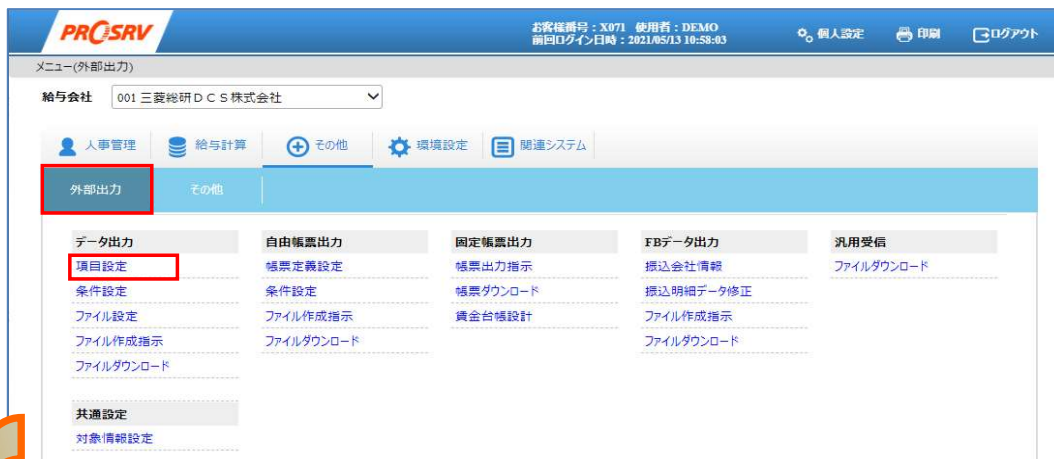 PROSRV
お客様番号：X071 使用者：DEMO
前回ログイン日時：2021/05/13 10:58:03
個人設定
印刷
ログアウト
メニュー(外部出力)
給与会社 001 三菱総研ＤＣＳ株式会社
人事管理 給与計算 その他 環境設定 関連システム
外部出力 その他
データ出力 自由帳票出力 固定帳票出力 FBデータ出力 汎用受信
項目設定 帳票定義設定 帳票出力指示 振込会社情報 ファイルダウンロード
条件設定 条件設定 帳票ダウンロード 振込明細データ修正
ファイル設定 ファイル作成指示 賃金台帳設計 ファイル作成指示
ファイル作成指示 ファイルダウンロード ファイルダウンロード
ファイルダウンロード
共通設定
対象情報設定